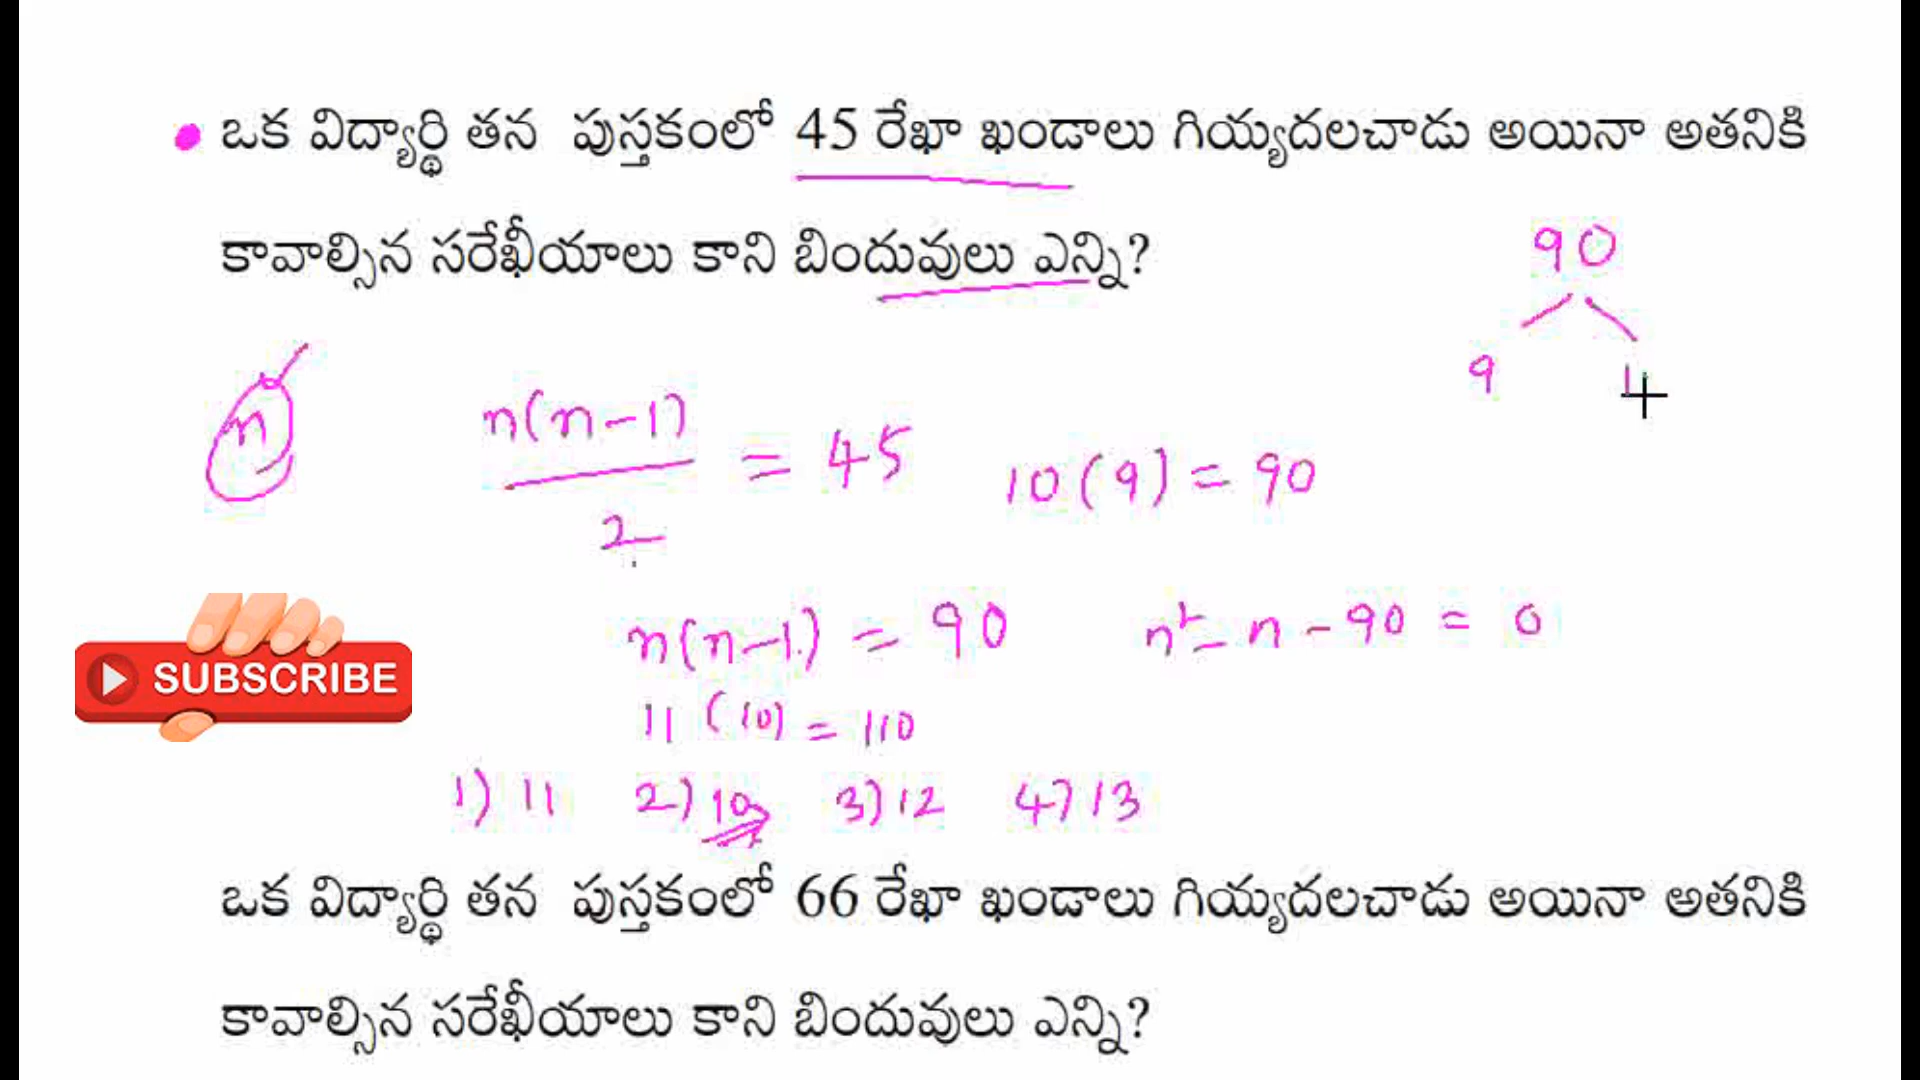 ఒక విద్యార్థి తన పుస్తకంలో 45 రేఖా ఖండాలు గియ్యదలచాడు అయినా అతనికి
కావాల్సిన సరేఖీయాలు కాని బిందువులు ఎన్ని?
90
9
n
n(n-1)
2
= 45
10(9) = 90
n(n-1) = 90
n² - n - 90 = 0
SUBSCRIBE
11 (10) = 110
1) 11 2) 10 3) 12 4) 13
ఒక విద్యార్థి తన పుస్తకంలో 66 రేఖా ఖండాలు గియ్యదలచాడు అయినా అతనికి
కావాల్సిన సరేఖీయాలు కాని బిందువులు ఎన్ని?